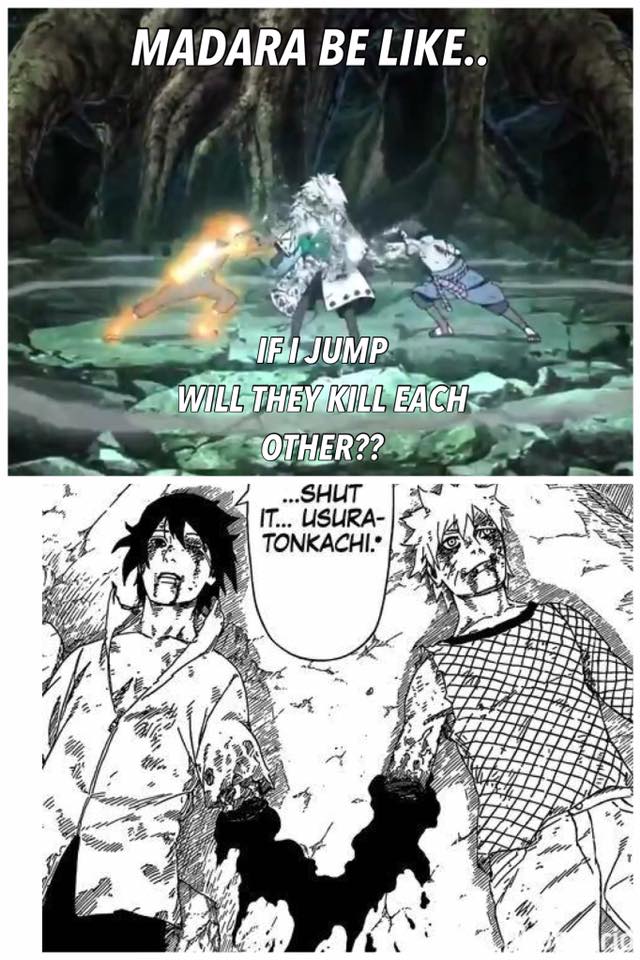 MADARA BE LIKE..
IF I JUMP
WILL THEY KILL EACH
OTHER??
...SHUT
IT... USURA-
TONKACHI.*